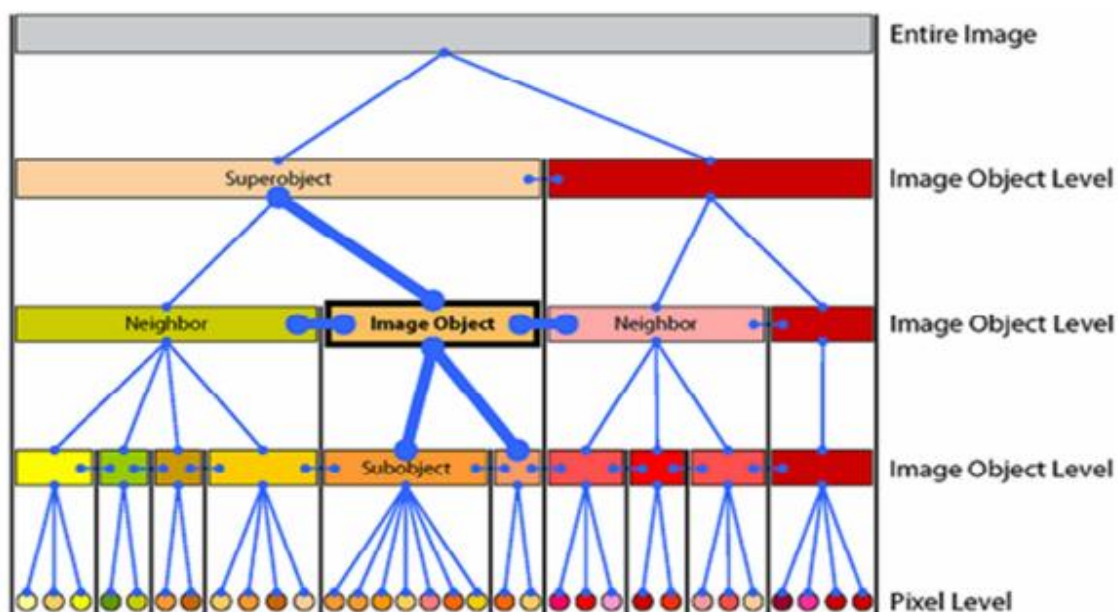 Entire Image
Superobject
Image Object Level
Neighbor
Image Object
Neighbor
Image Object Level
Subobject
Image Object Level
Pixel Level